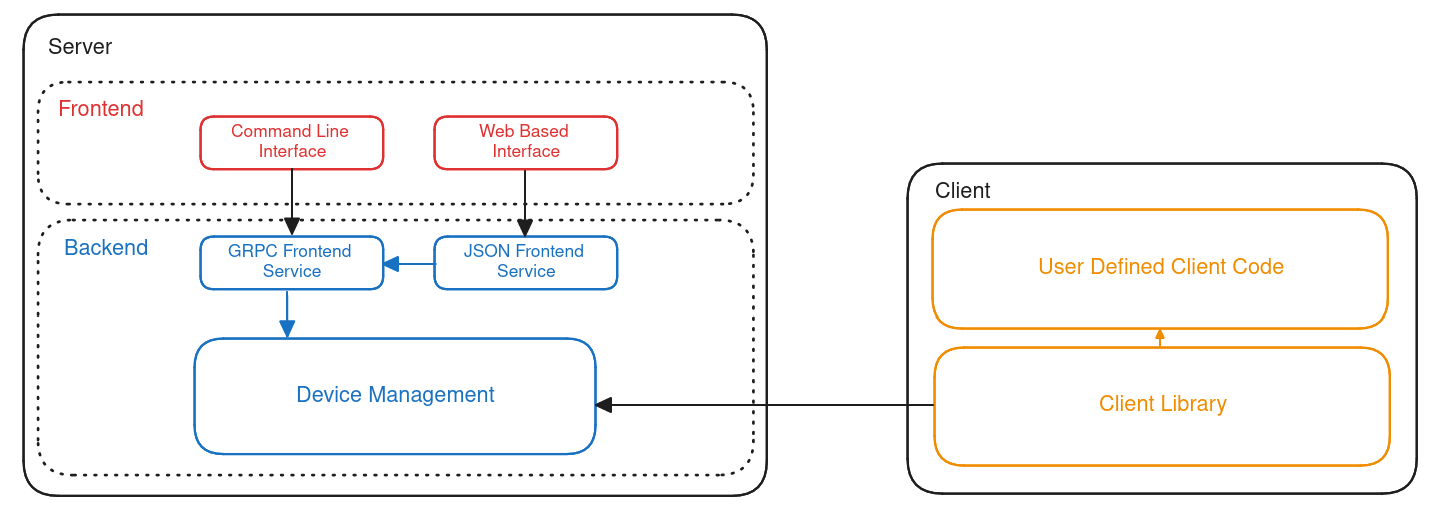 Server
Frontend
Command Line
Interface
Web Based
Interface
Backend
GRPC Frontend
Service
JSON Frontend
Service
Device Management
Client
User Defined Client Code
Client Library